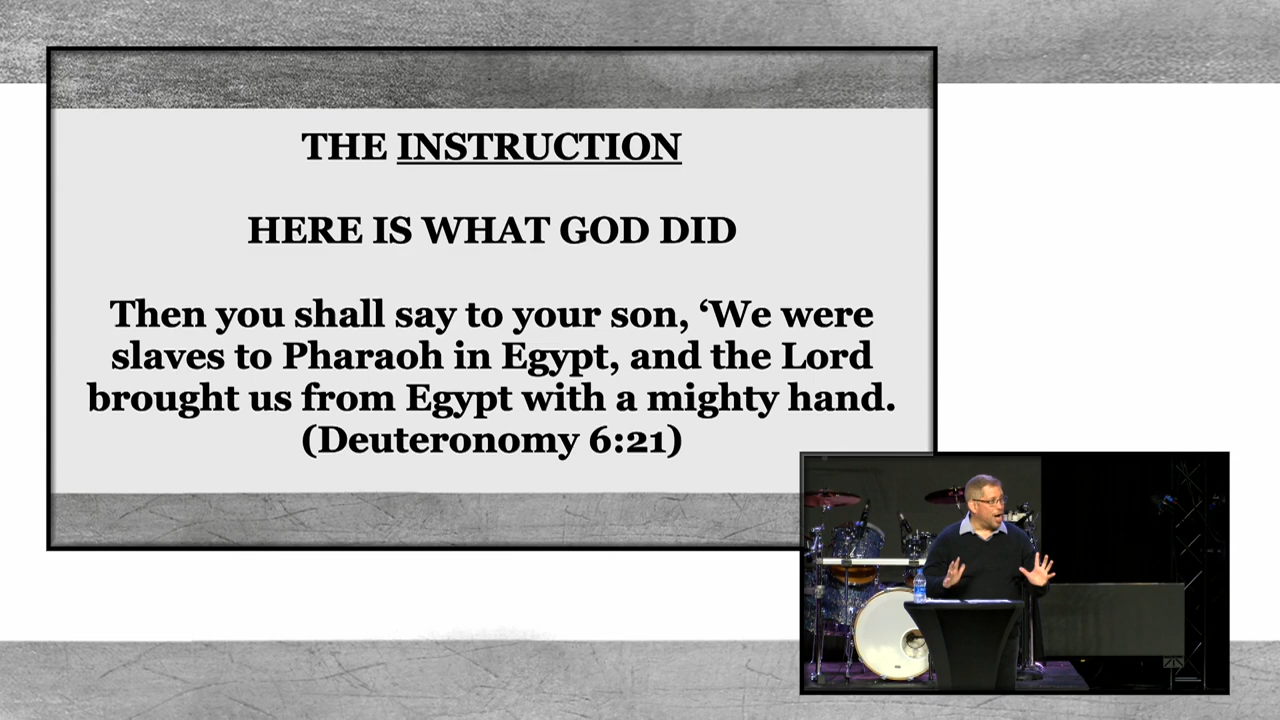 THE INSTRUCTION
HERE IS WHAT GOD DID
Then you shall say to your son, ‘We were
slaves to Pharaoh in Egypt, and the Lord
brought us from Egypt with a mighty hand.
(Deuteronomy 6:21)